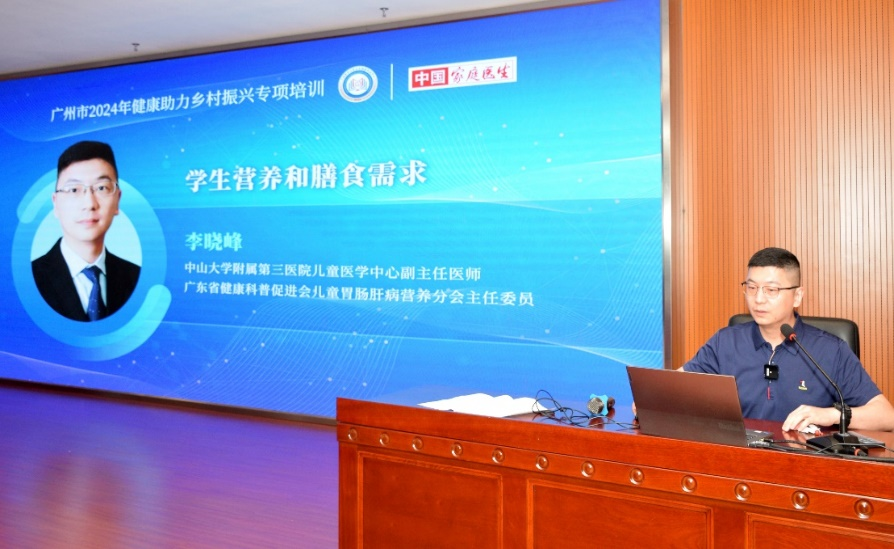 广州市2024年健康助力乡村振兴专项培训
中国家庭医生
学生营养和膳食需求
李晓峰
中山大学附属第三医院儿童医学中心副主任医师
广东省健康科普促进会儿童胃肠肝病营养分会主任委员